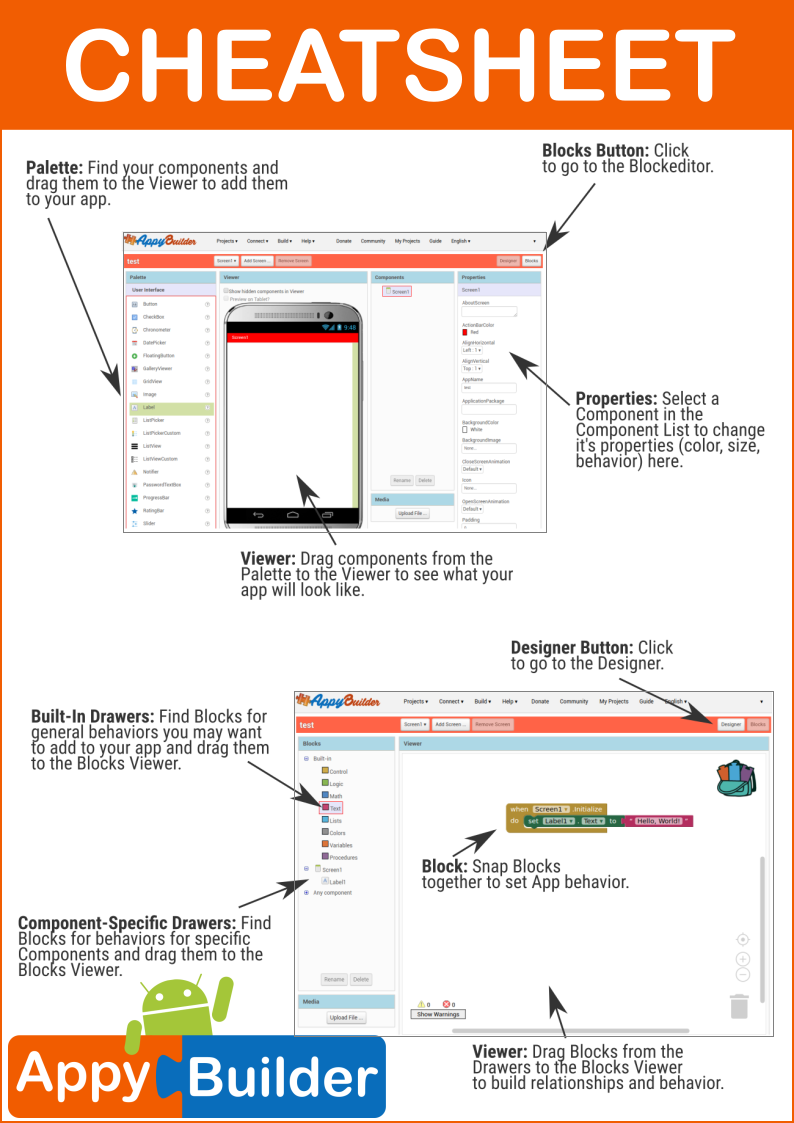 CHEATSHEET
Palette: Find your components and
drag them to the Viewer to add them
to your app.
Blocks Button: Click
to go to the Blockeditor.
AppyBuilder
Projects ▾ Connect ▾ Build ▾ Help ▾ Donate Community My Projects Guide English ▾
test
Screen1 ▾ Add Screen ... Remove Screen
Designer Blocks
Palette
User Interface
Button
CheckBox
Chronometer
DatePicker
FloatingButton
GalleryViewer
GridView
Image
Label
ListPicker
ListPickerCustom
ListView
ListViewCustom
Notifier
PasswordTextBox
ProgressBar
RatingBar
Slider
Viewer
Show hidden components in Viewer
Preview on Tablet?
9:48
Screen1
Components
Screen1
Rename Delete
Media
Upload File ...
Properties
Screen1
AboutScreen
ActionBarColor
Red
AlignHorizontal
Left : 1 ▾
AlignVertical
Top : 1 ▾
AppName
test
ApplicationPackage
BackgroundColor
White
BackgroundImage
None...
CloseScreenAnimation
Default ▾
Icon
None...
OpenScreenAnimation
Default ▾
Padding
Properties: Select a
Component in the
Component List to change
it's properties (color, size,
behavior) here.
Viewer: Drag components from the
Palette to the Viewer to see what your
app will look like.
Designer Button: Click
to go to the Designer.
Built-In Drawers: Find Blocks for
general behaviors you may want
to add to your app and drag them
to the Blocks Viewer.
AppyBuilder
Projects ▾ Connect ▾ Build ▾ Help ▾ Donate Community My Projects Guide English ▾
test
Screen1 ▾ Add Screen ... Remove Screen
Designer Blocks
Blocks
Built-in
Control
Logic
Math
Text
Lists
Colors
Variables
Procedures
Screen1
Label1
Any component
Rename Delete
Media
Upload File ...
Viewer
when Screen1 ▾ .Initialize
do set Label1 ▾ . Text ▾ to " Hello, World! "
Block: Snap Blocks
together to set App behavior.
0 0
Show Warnings
Component-Specific Drawers: Find
Blocks for behaviors for specific
Components and drag them to the
Blocks Viewer.
Viewer: Drag Blocks from the
Drawers to the Blocks Viewer
to build relationships and behavior.
Appy Builder